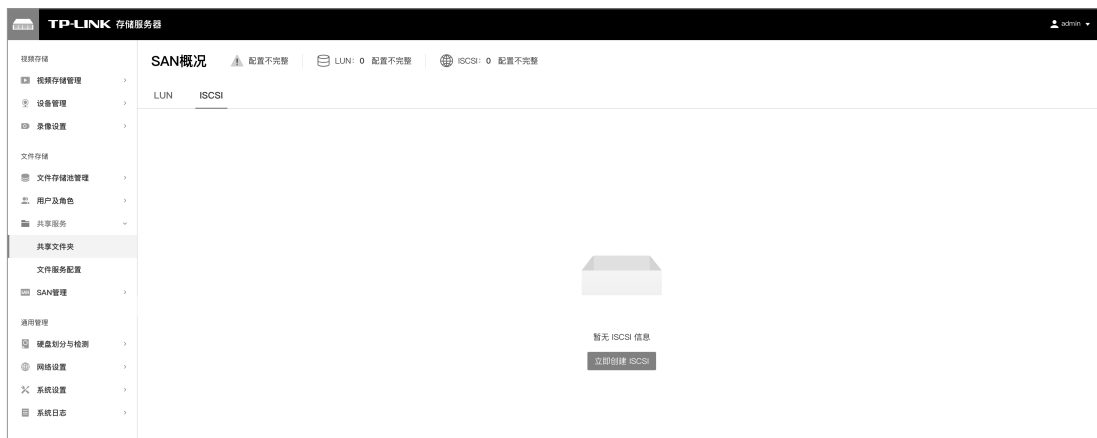 TP-LINK 存储服务器
admin
视频存储
视频存储管理
设备管理
录像设置
文件存储
文件存储池管理
用户及角色
共享服务
共享文件夹
文件服务配置
SAN管理
通用管理
硬盘划分与检测
网络设置
系统设置
系统日志
SAN概况 配置不完整 LUN: 0 配置不完整 ISCSI: 0 配置不完整
LUN ISCSI
暂无 ISCSI 信息
立即创建 ISCSI